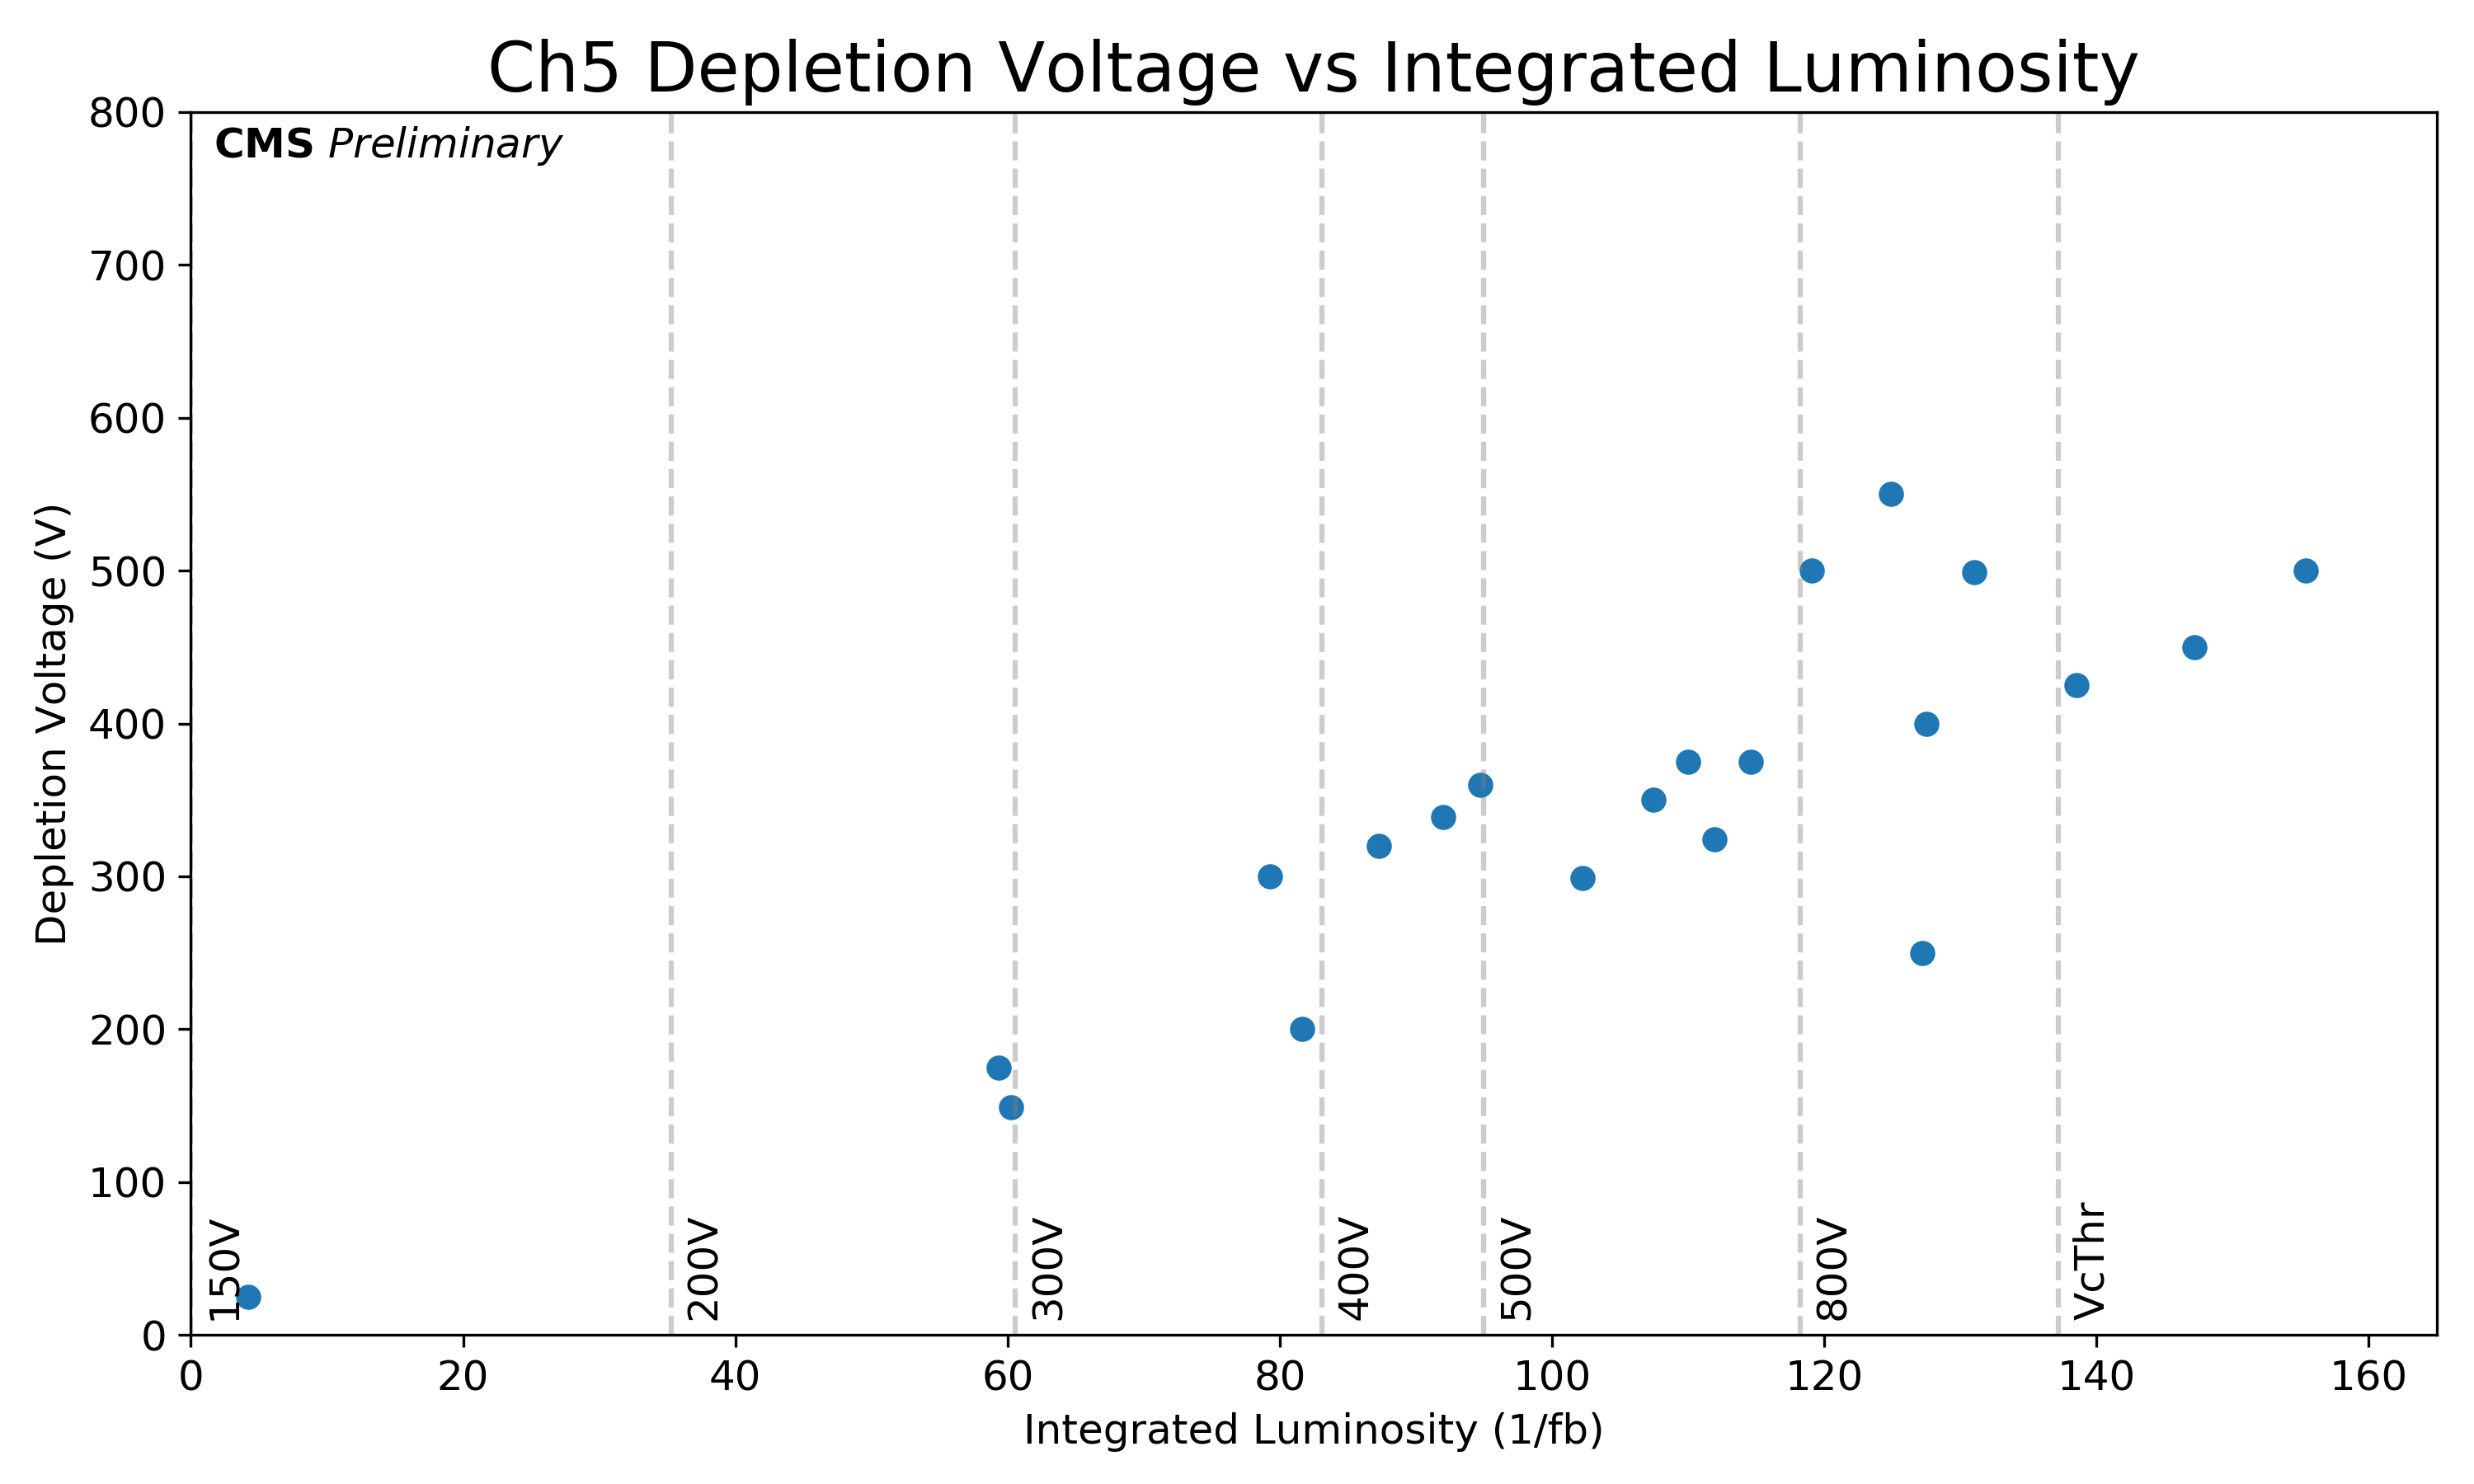 Ch5 Depletion Voltage vs Integrated Luminosity
CMS Preliminary
800
700
600
500
400
300
200
100
0
Depletion Voltage (V)
150V
200V
300V
400V
500V
800V
VcThr
0 20 40 60 80 100 120 140 160
Integrated Luminosity (1/fb)